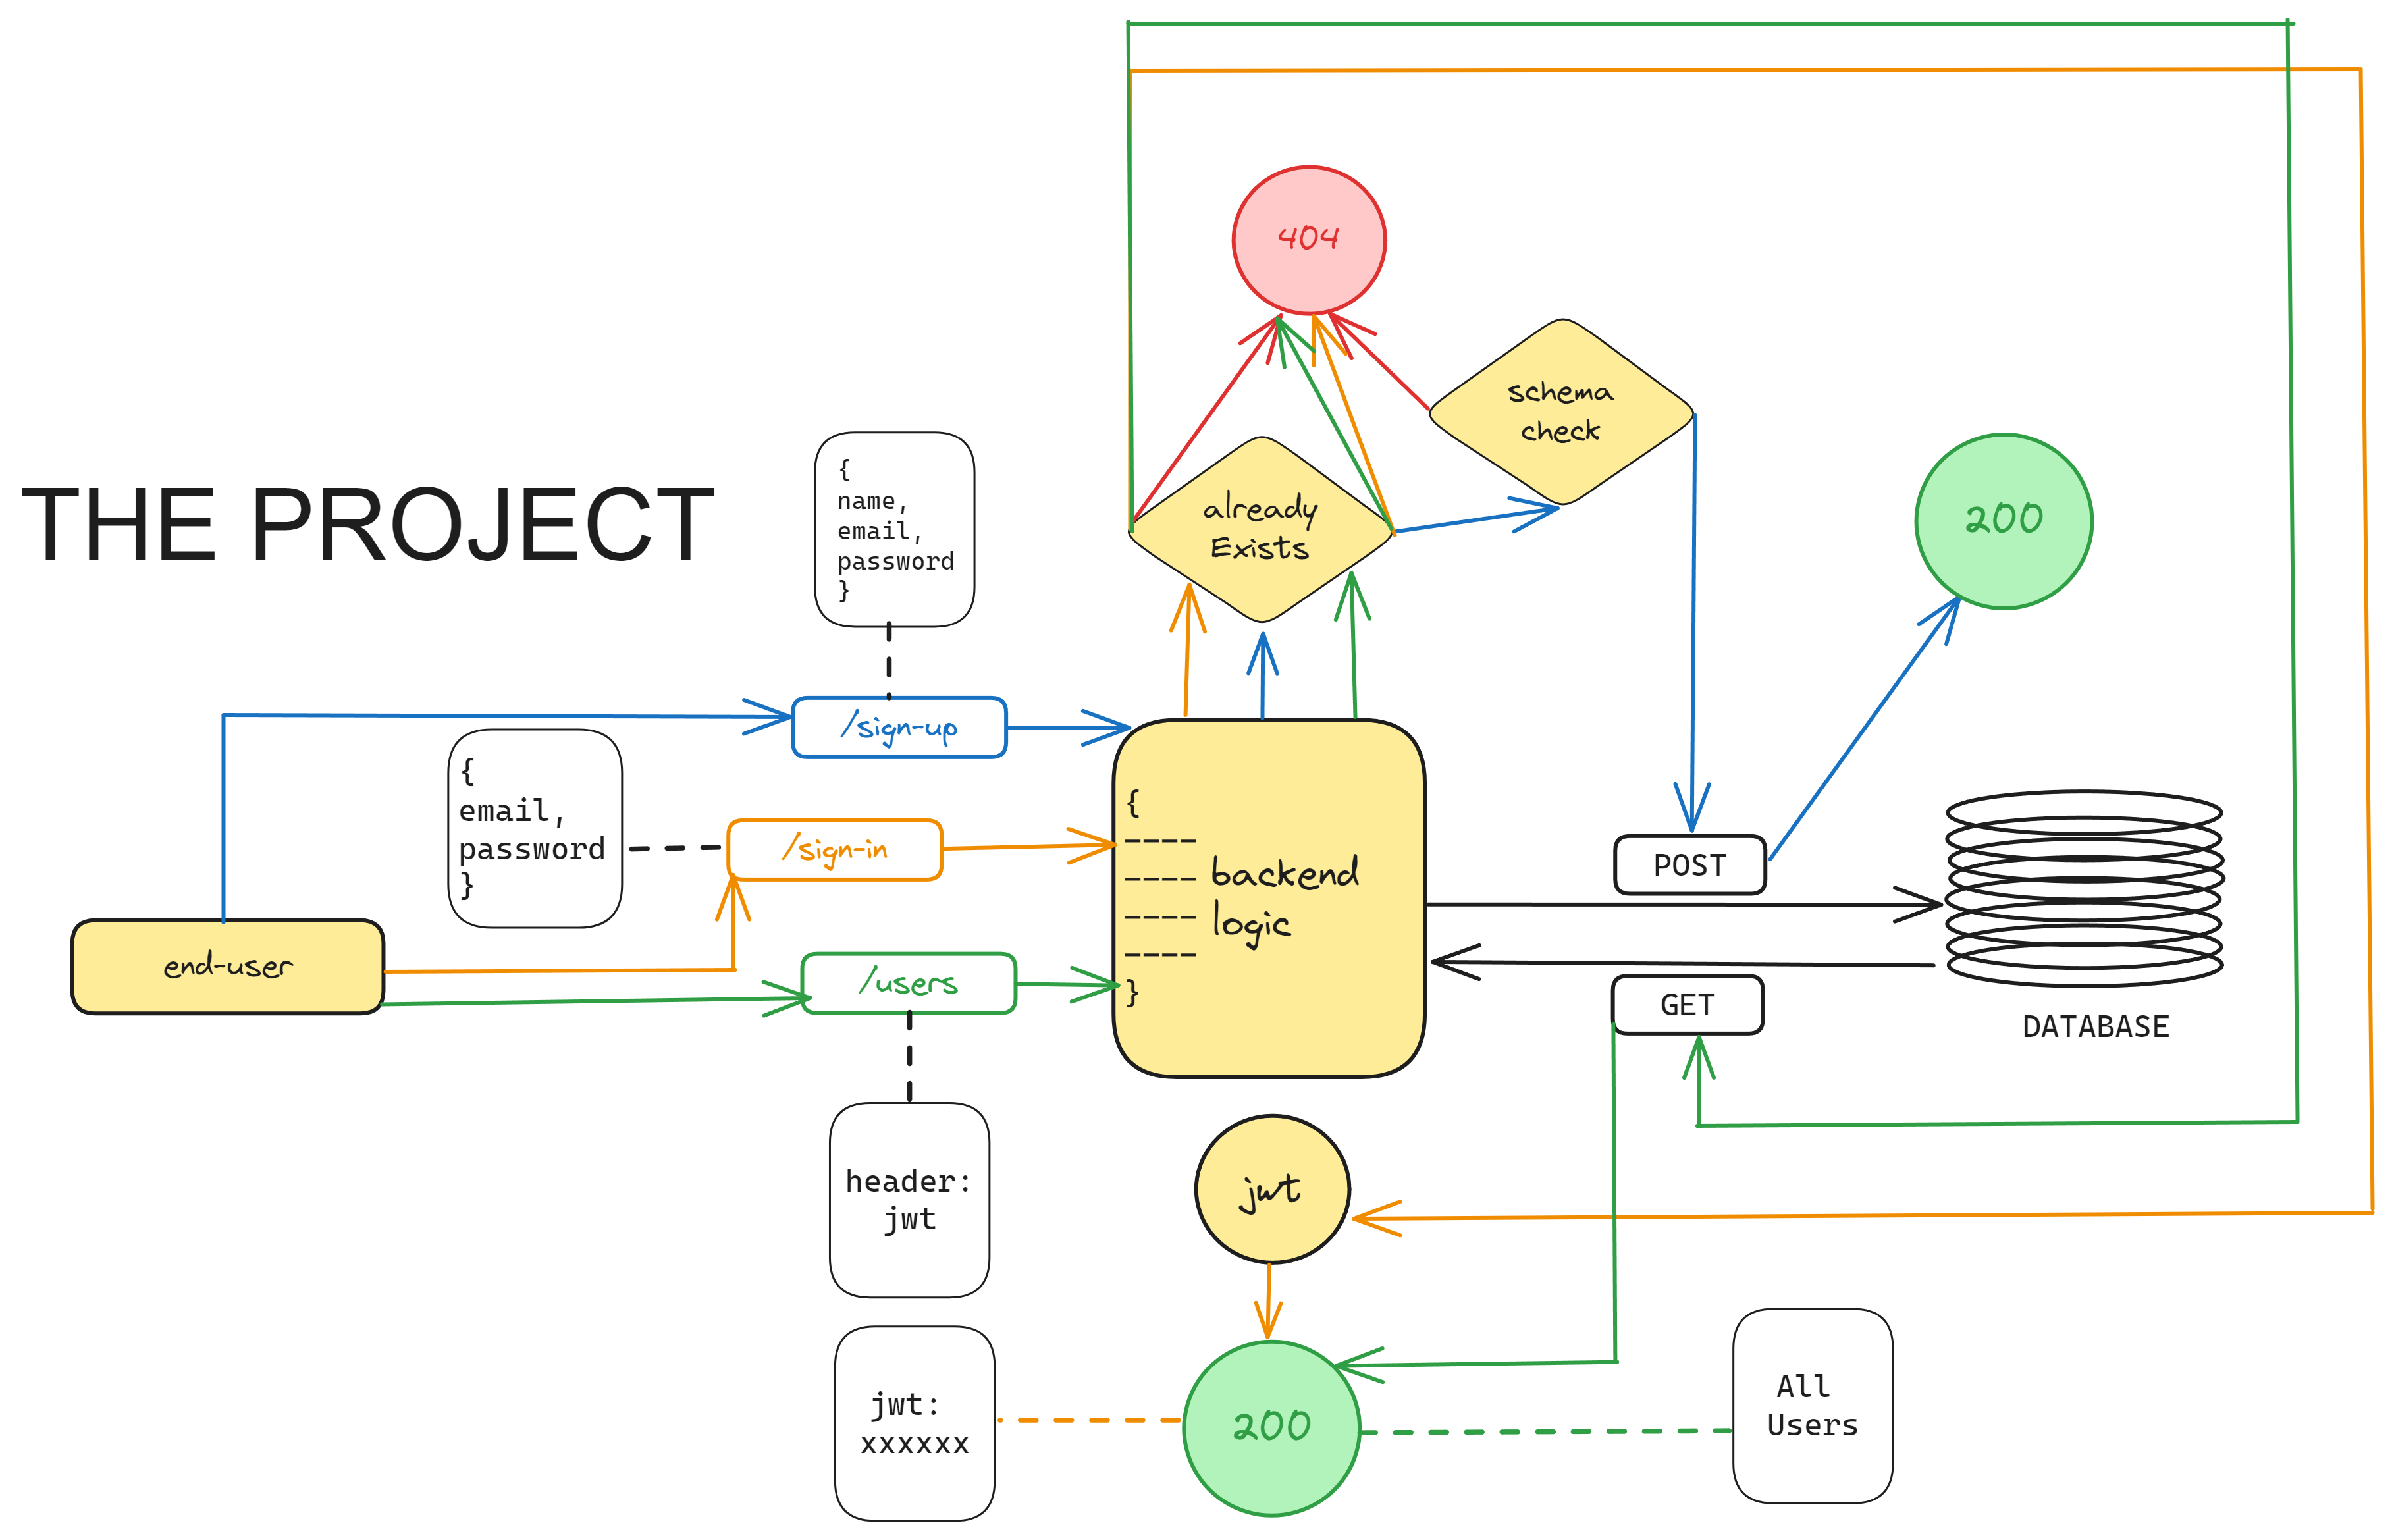 THE PROJECT
404
schema
check
already
Exists
200
{
name,
email,
password
}
/sign-up
{
email,
password
}
/sign-in
end-user
/users
{
----
----
----
----
}
backend
logic
POST
GET
DATABASE
header:
jwt
jwt
jwt:
xxxxxx
200
All
Users